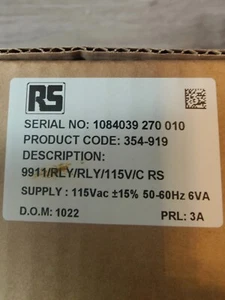 RS
SERIAL NO: 1084039 270 010
PRODUCT CODE: 354-919
DESCRIPTION:
9911/RLY/RLY/115V/C RS
SUPPLY : 115Vac ±15% 50-60Hz 6VA
D.O.M: 1022 PRL: 3A